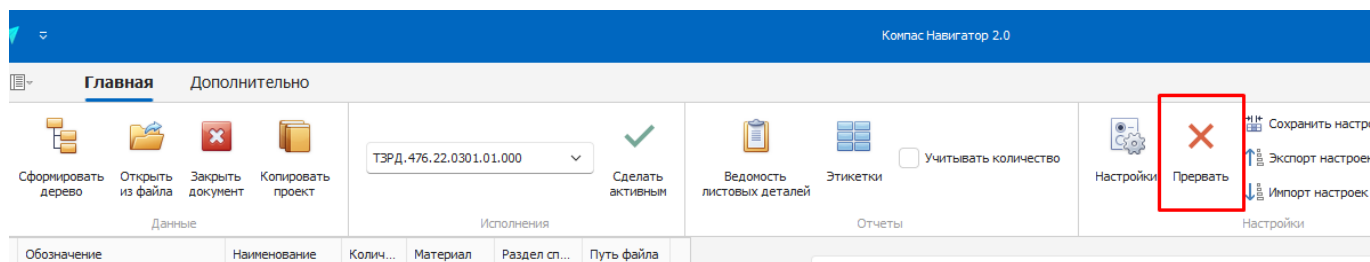 Компас Навигатор 2.0
Главная Дополнительно
Сформировать дерево
Открыть из файла
Закрыть документ
Копировать проект
Данные
ТЗРД.476.22.0301.01.000
Сделать активным
Исполнения
Ведомость листовых деталей
Этикетки
Учитывать количество
Отчеты
Настройки
Прервать
Сохранить настро
Экспорт настроек
Импорт настроек
Настройки
Обозначение Наименование Колич... Материал Раздел сп... Путь файла